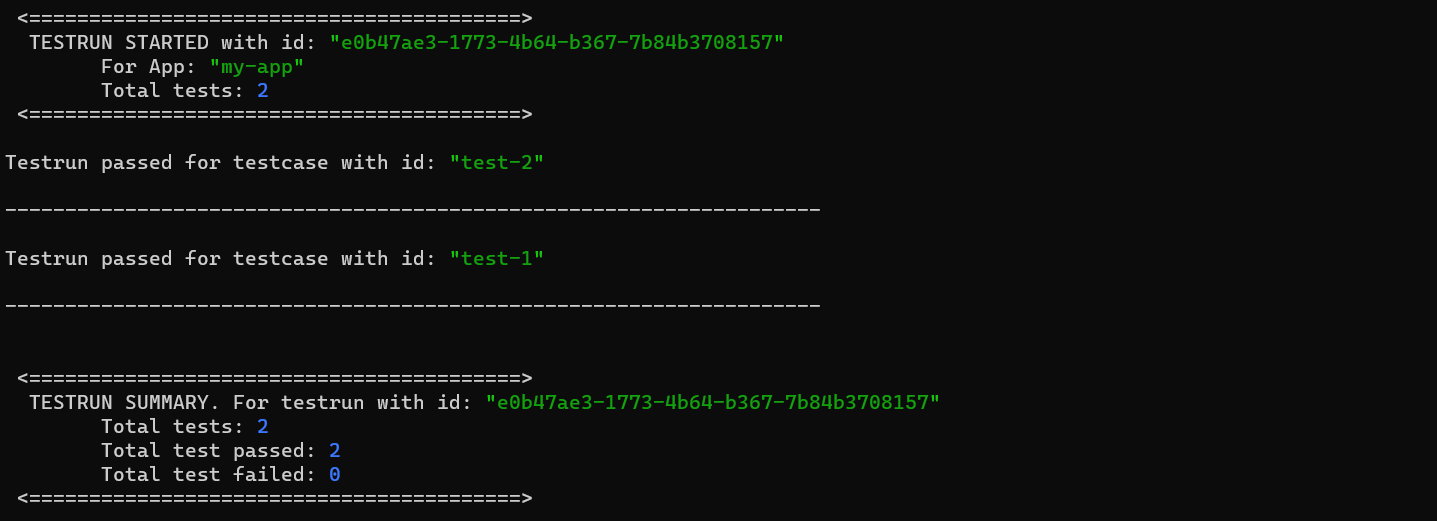 <=========================================>
TESTRUN STARTED with id: "e0b47ae3-1773-4b64-b367-7b84b3708157"
For App: "my-app"
Total tests: 2
<=========================================>
Testrun passed for testcase with id: "test-2"
--------------------------------------------------------------------
Testrun passed for testcase with id: "test-1"
--------------------------------------------------------------------
<=========================================>
TESTRUN SUMMARY. For testrun with id: "e0b47ae3-1773-4b64-b367-7b84b3708157"
Total tests: 2
Total test passed: 2
Total test failed: 0
<=========================================>